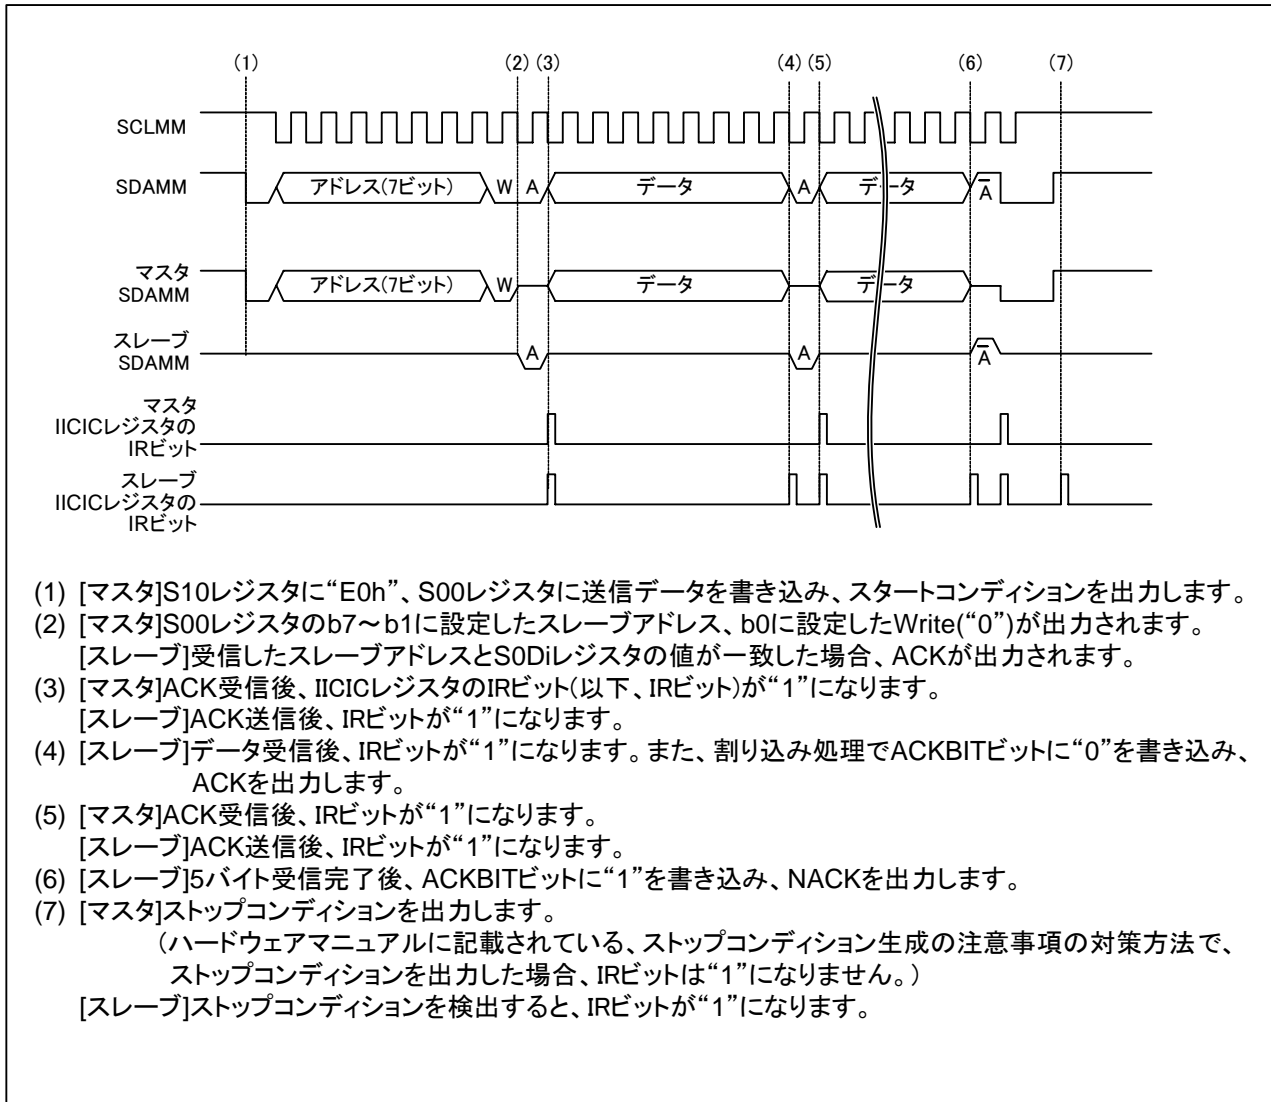 (1) (2) (3) (4) (5) (6) (7)
SCLMM
SDAMM アドレス(7ビット) W A データ A データ A̅
マスタ
SDAMM アドレス(7ビット) W データ データ
スレーブ
SDAMM A A A̅
マスタ
IICICレジスタの
IRビット
スレーブ
IICICレジスタの
IRビット
(1) [マスタ]S10レジスタに“E0h”、S00レジスタに送信データを書き込み、スタートコンディションを出力します。
(2) [マスタ]S00レジスタのb7～b1に設定したスレーブアドレス、b0に設定したWrite(“0”)が出力されます。
[スレーブ]受信したスレーブアドレスとS0Diレジスタの値が一致した場合、ACKが出力されます。
(3) [マスタ]ACK受信後、IICICレジスタのIRビット(以下、IRビット)が“1”になります。
[スレーブ]ACK送信後、IRビットが“1”になります。
(4) [スレーブ]データ受信後、IRビットが“1”になります。また、割り込み処理でACKBITビットに“0”を書き込み、
ACKを出力します。
(5) [マスタ]ACK受信後、IRビットが“1”になります。
[スレーブ]ACK送信後、IRビットが“1”になります。
(6) [スレーブ]5バイト受信完了後、ACKBITビットに“1”を書き込み、NACKを出力します。
(7) [マスタ]ストップコンディションを出力します。
（ハードウェアマニュアルに記載されている、ストップコンディション生成の注意事項の対策方法で、
ストップコンディションを出力した場合、IRビットは“1”になりません。）
[スレーブ]ストップコンディションを検出すると、IRビットが“1”になります。